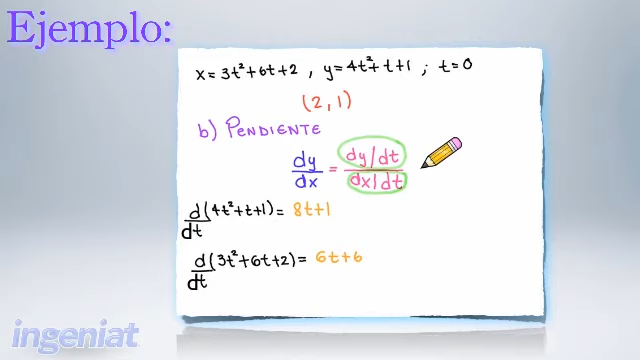 Ejemplo:
x=3t²+6t+2 , y=4t²+t+1 ; t=0
(2,1)
b) PENDIENTE
dy/dx = dy/dt / dx/dt
d/dt (4t²+t+1)= 8t+1
d/dt (3t²+6t+2)= 6t+6
ingeniat